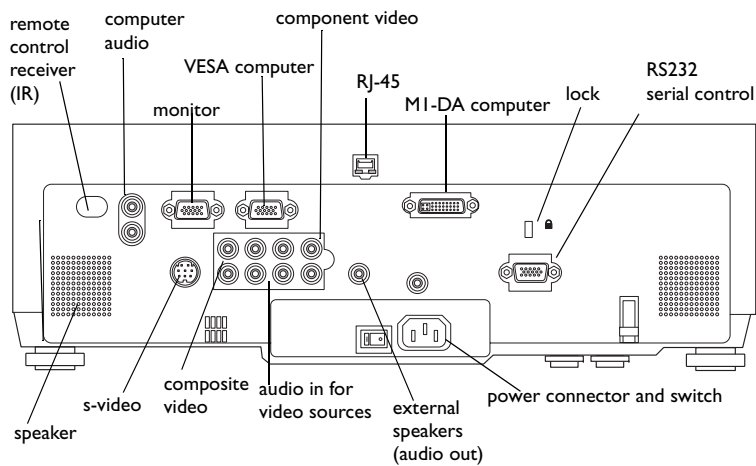 remote
control
receiver
(IR)
computer
audio
component video
VESA computer
monitor
RJ-45
M1-DA computer
lock
RS232
serial control
speaker
s-video
composite
video
audio in for
video sources
external
speakers
(audio out)
power connector and switch